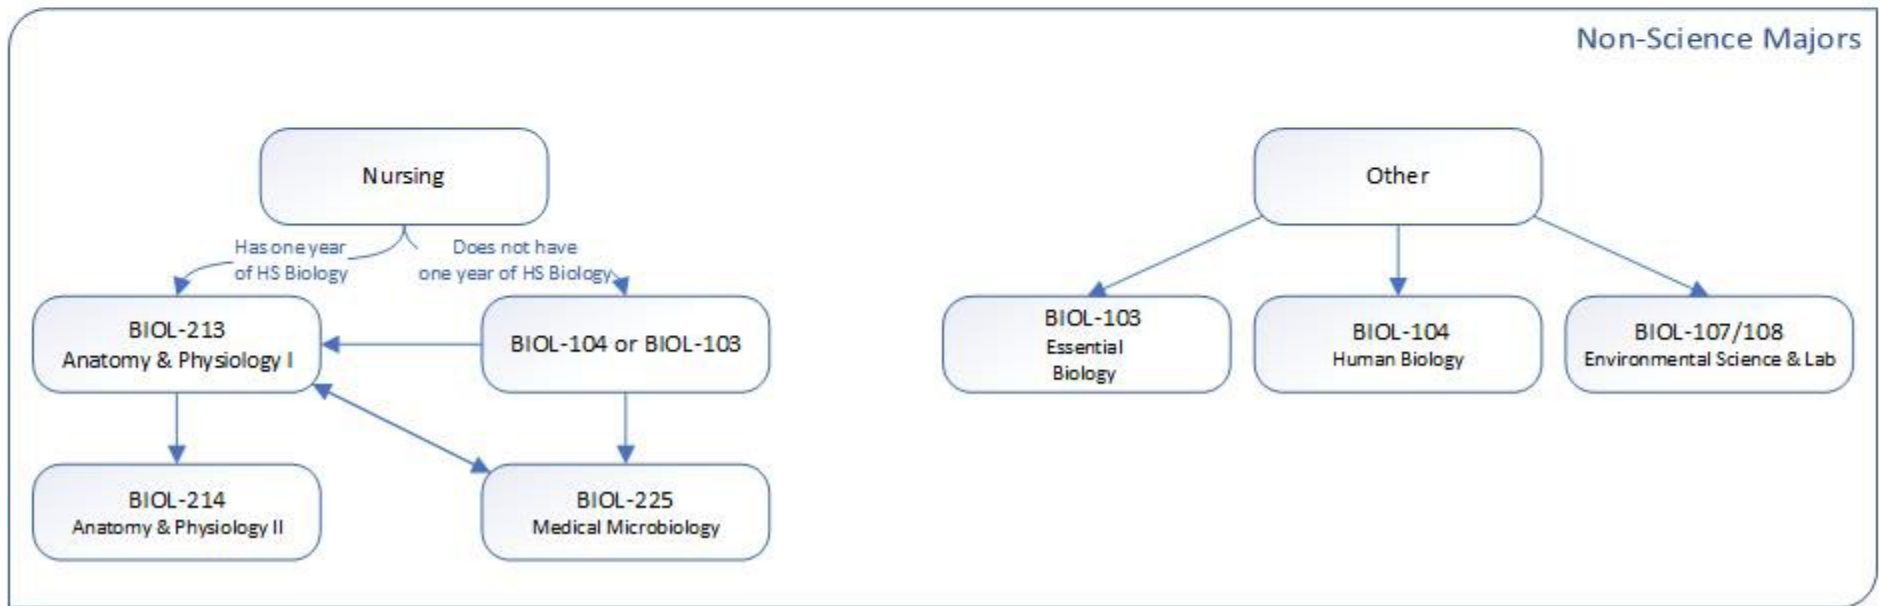 Non-Science Majors
Nursing
Other
Has one year
of HS Biology
Does not have
one year of HS Biology
BIOL-213
Anatomy & Physiology I
BIOL-104 or BIOL-103
BIOL-103
Essential
Biology
BIOL-104
Human Biology
BIOL-107/108
Environmental Science & Lab
BIOL-214
Anatomy & Physiology II
BIOL-225
Medical Microbiology